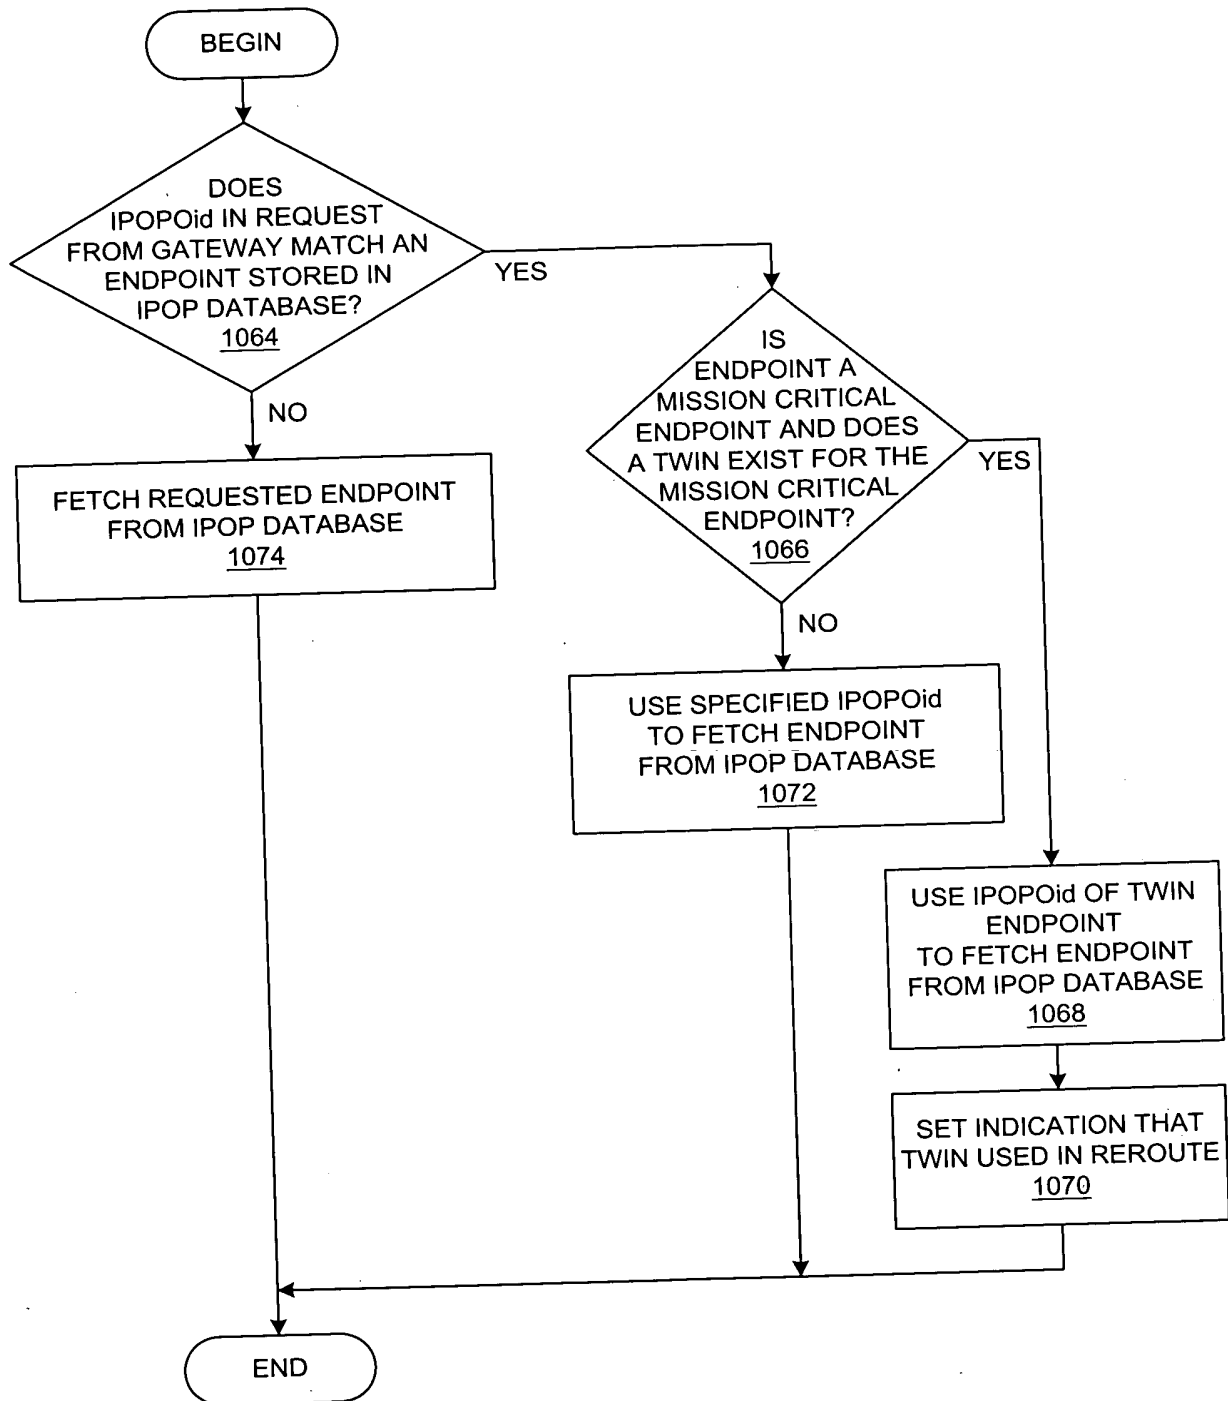 BEGIN
DOES
IPOPOid IN REQUEST
FROM GATEWAY MATCH AN
ENDPOINT STORED IN
IPOP DATABASE?
1064
YES
NO
FETCH REQUESTED ENDPOINT
FROM IPOP DATABASE
1074
IS
ENDPOINT A
MISSION CRITICAL
ENDPOINT AND DOES
A TWIN EXIST FOR THE
MISSION CRITICAL
ENDPOINT?
1066
YES
NO
USE SPECIFIED IPOPOid
TO FETCH ENDPOINT
FROM IPOP DATABASE
1072
USE IPOPOid OF TWIN
ENDPOINT
TO FETCH ENDPOINT
FROM IPOP DATABASE
1068
SET INDICATION THAT
TWIN USED IN REROUTE
1070
END